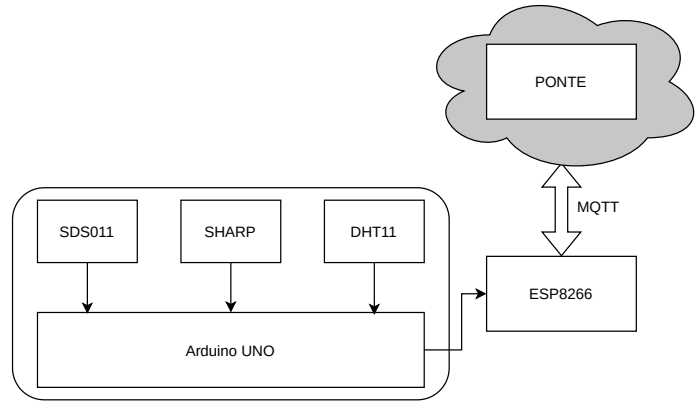 PONTE
MQTT
SDS011
SHARP
DHT11
ESP8266
Arduino UNO